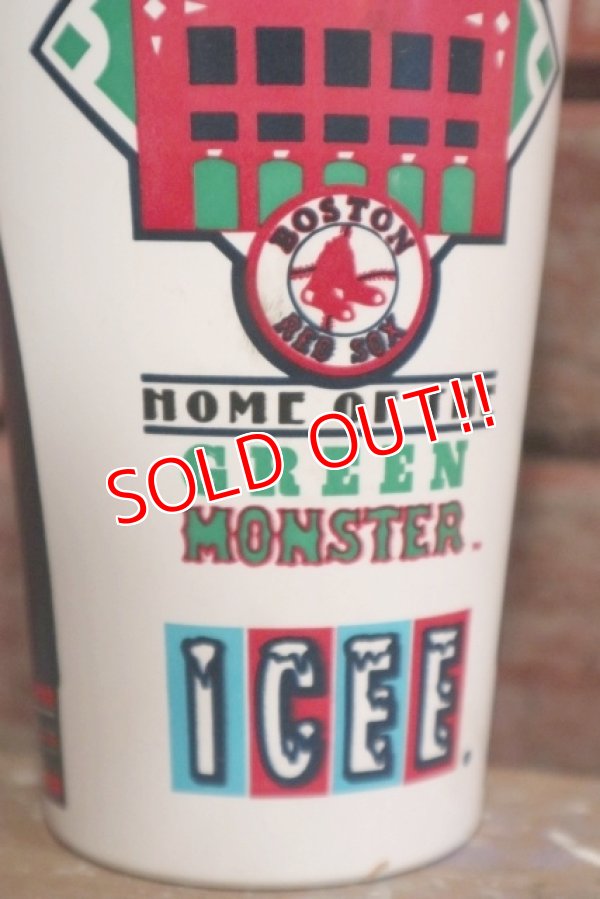 BOSTON
RED SOX
HOME OF THE
SOLD OUT!!
GREEN
MONSTER
ICEE